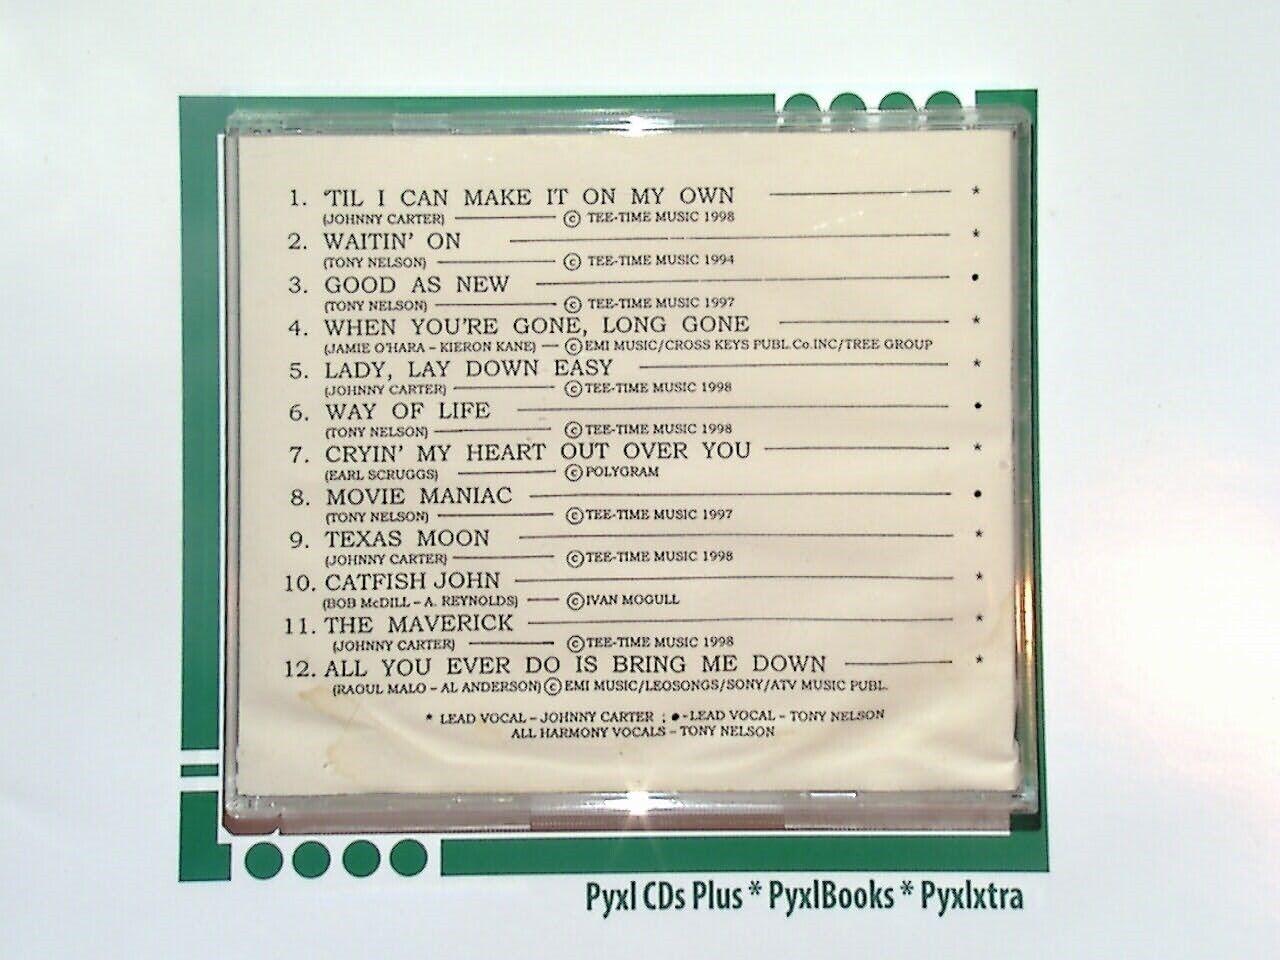 1. 'TIL I CAN MAKE IT ON MY OWN *
(JOHNNY CARTER) © TEE-TIME MUSIC 1998
2. WAITIN' ON *
(TONY NELSON) © TEE-TIME MUSIC 1994
3. GOOD AS NEW •
(TONY NELSON) © TEE-TIME MUSIC 1997
4. WHEN YOU'RE GONE, LONG GONE *
(JAMIE O'HARA - KIERON KANE) © EMI MUSIC/CROSS KEYS PUBL.Co.INC/TREE GROUP
5. LADY, LAY DOWN EASY *
(JOHNNY CARTER) © TEE-TIME MUSIC 1998
6. WAY OF LIFE •
(TONY NELSON) © TEE-TIME MUSIC 1998
7. CRYIN' MY HEART OUT OVER YOU *
(EARL SCRUGGS) © POLYGRAM
8. MOVIE MANIAC •
(TONY NELSON) © TEE-TIME MUSIC 1997
9. TEXAS MOON *
(JOHNNY CARTER) © TEE-TIME MUSIC 1998
10. CATFISH JOHN *
(BOB McDILL - A. REYNOLDS) © IVAN MOGULL
11. THE MAVERICK *
(JOHNNY CARTER) © TEE-TIME MUSIC 1998
12. ALL YOU EVER DO IS BRING ME DOWN *
(RAOUL MALO - AL ANDERSON) © EMI MUSIC/LEOSONGS/SONY/ATV MUSIC PUBL.
* LEAD VOCAL - JOHNNY CARTER ; •-LEAD VOCAL - TONY NELSON
ALL HARMONY VOCALS - TONY NELSON
Pyxl CDs Plus * PyxlBooks * Pyxlxtra